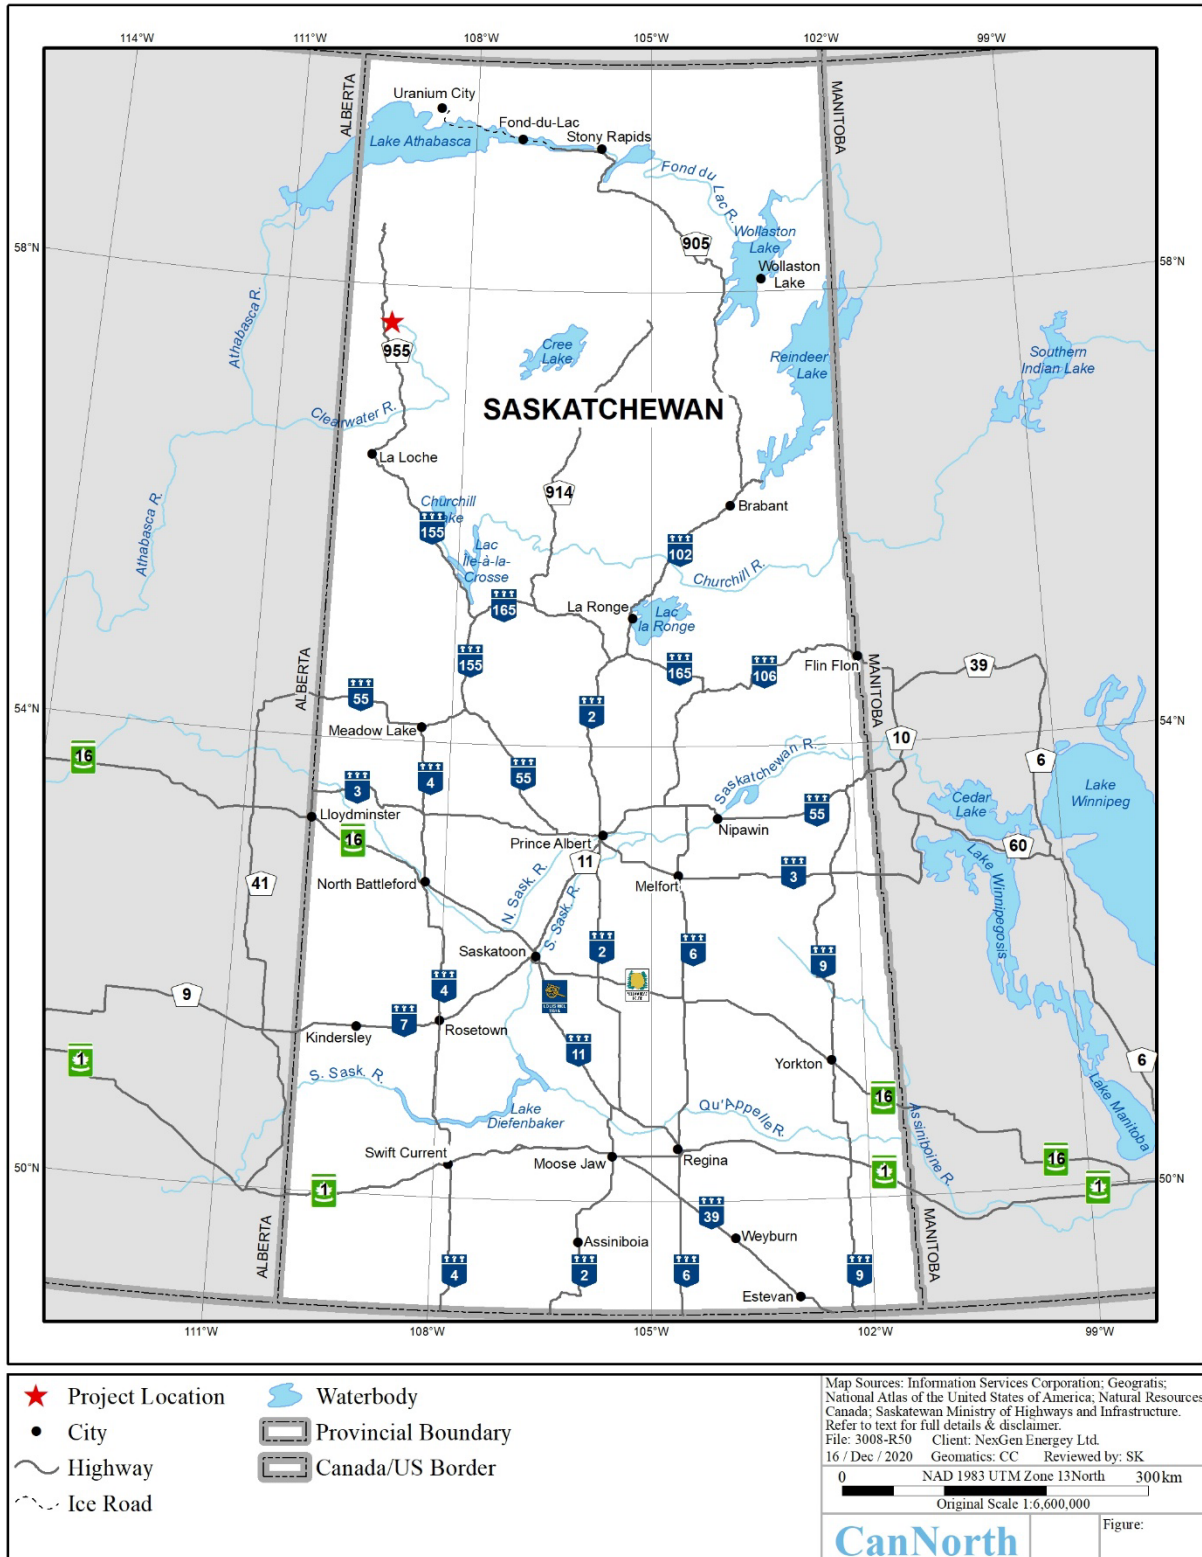 114°W
111°W
108°W
105°W
102°W
99°W
ALBERTA
MANITOBA
Uranium City
Fond-du-Lac
Stony Rapids
Lake Athabasca
Fond du Lac R.
58°N
58°N
905
Wollaston
Lake
Wollaston
Lake
Athabasca R.
955
Cree
Lake
Reindeer
Lake
Southern
Indian Lake
Clearwater R.
SASKATCHEWAN
La Loche
914
Churchill
Lake
155
Brabant
102
Athabasca R.
Lac
Île-à-la-
Crosse
Churchill R.
165
La Ronge
Lac
la Ronge
ALBERTA
155
165
106
Flin Flon
MANITOBA
39
55
2
54°N
54°N
Meadow Lake
10
16
4
55
Saskatchewan R.
6
3
Lake
Winnipeg
Cedar
Lake
Lloydminster
55
Nipawin
16
Prince Albert
11
60
41
North Battleford
N. Sask. R.
Melfort
3
Lake Winnipegosis
S. Sask. R.
Saskatoon
2
6
9
4
9
7
Rosetown
Kindersley
11
1
Yorkton
6
S. Sask. R.
16
Lake
Diefenbaker
Qu'Appelle R.
Assiniboine R.
Lake Manitoba
50°N
Swift Current
Moose Jaw
Regina
1
16
50°N
1
1
39
ALBERTA
MANITOBA
Assiniboia
Weyburn
4
2
6
9
Estevan
111°W
108°W
105°W
102°W
99°W
Project Location
City
Highway
Ice Road
Waterbody
Provincial Boundary
Canada/US Border
Map Sources: Information Services Corporation; Geogratis;
National Atlas of the United States of America; Natural Resources
Canada; Saskatewan Ministry of Highways and Infrastructure.
Refer to text for full details & disclaimer.
File: 3008-R50 Client: NexGen Energey Ltd.
16 / Dec / 2020 Geomatics: CC Reviewed by: SK
0 NAD 1983 UTM Zone 13North 300 km
Original Scale 1:6,600,000
CanNorth
Figure: